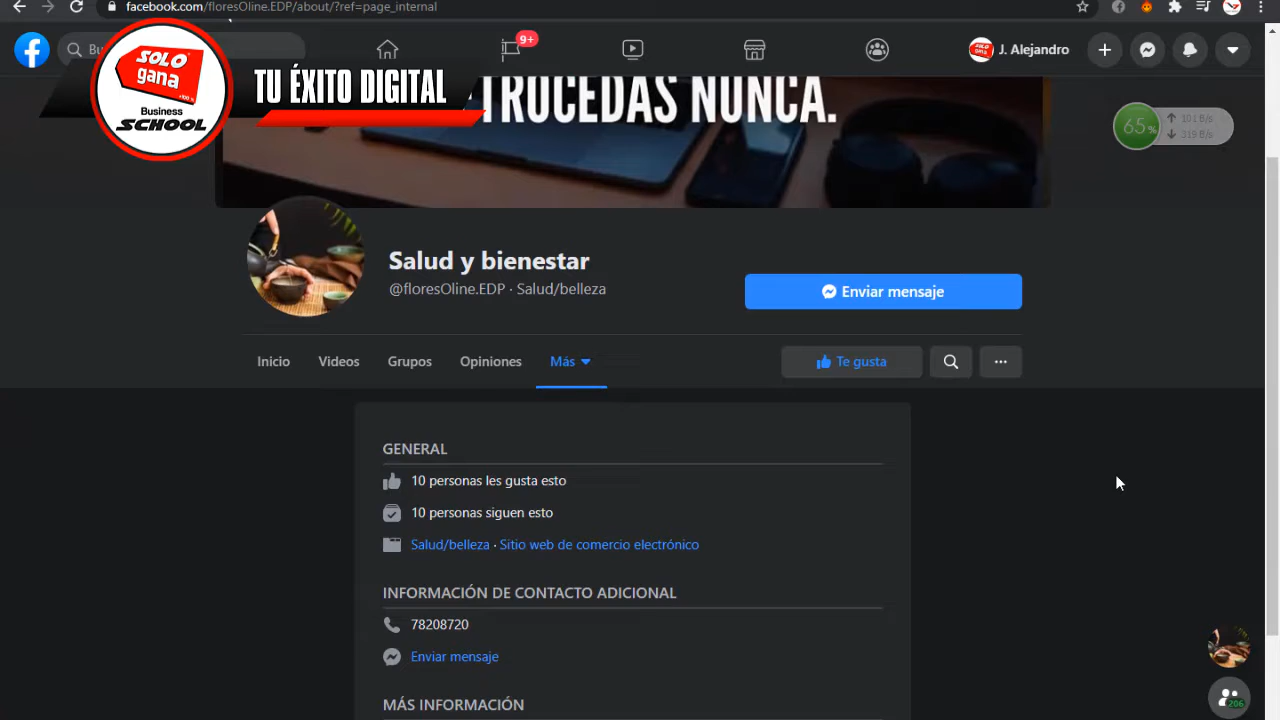 facebook.com/floresOline.EDP/about/?ref=page_internal
9+
J. Alejandro
SOLO
gana
+100 %
Business
SCHOOL
TU ÉXITO DIGITAL
TROCEDAS NUNCA.
65%
319 B/s
Salud y bienestar
@floresOline.EDP · Salud/belleza
Enviar mensaje
Inicio
Videos
Grupos
Opiniones
Más
Te gusta
GENERAL
10 personas les gusta esto
10 personas siguen esto
Salud/belleza · Sitio web de comercio electrónico
INFORMACIÓN DE CONTACTO ADICIONAL
78208720
Enviar mensaje
MÁS INFORMACIÓN
206